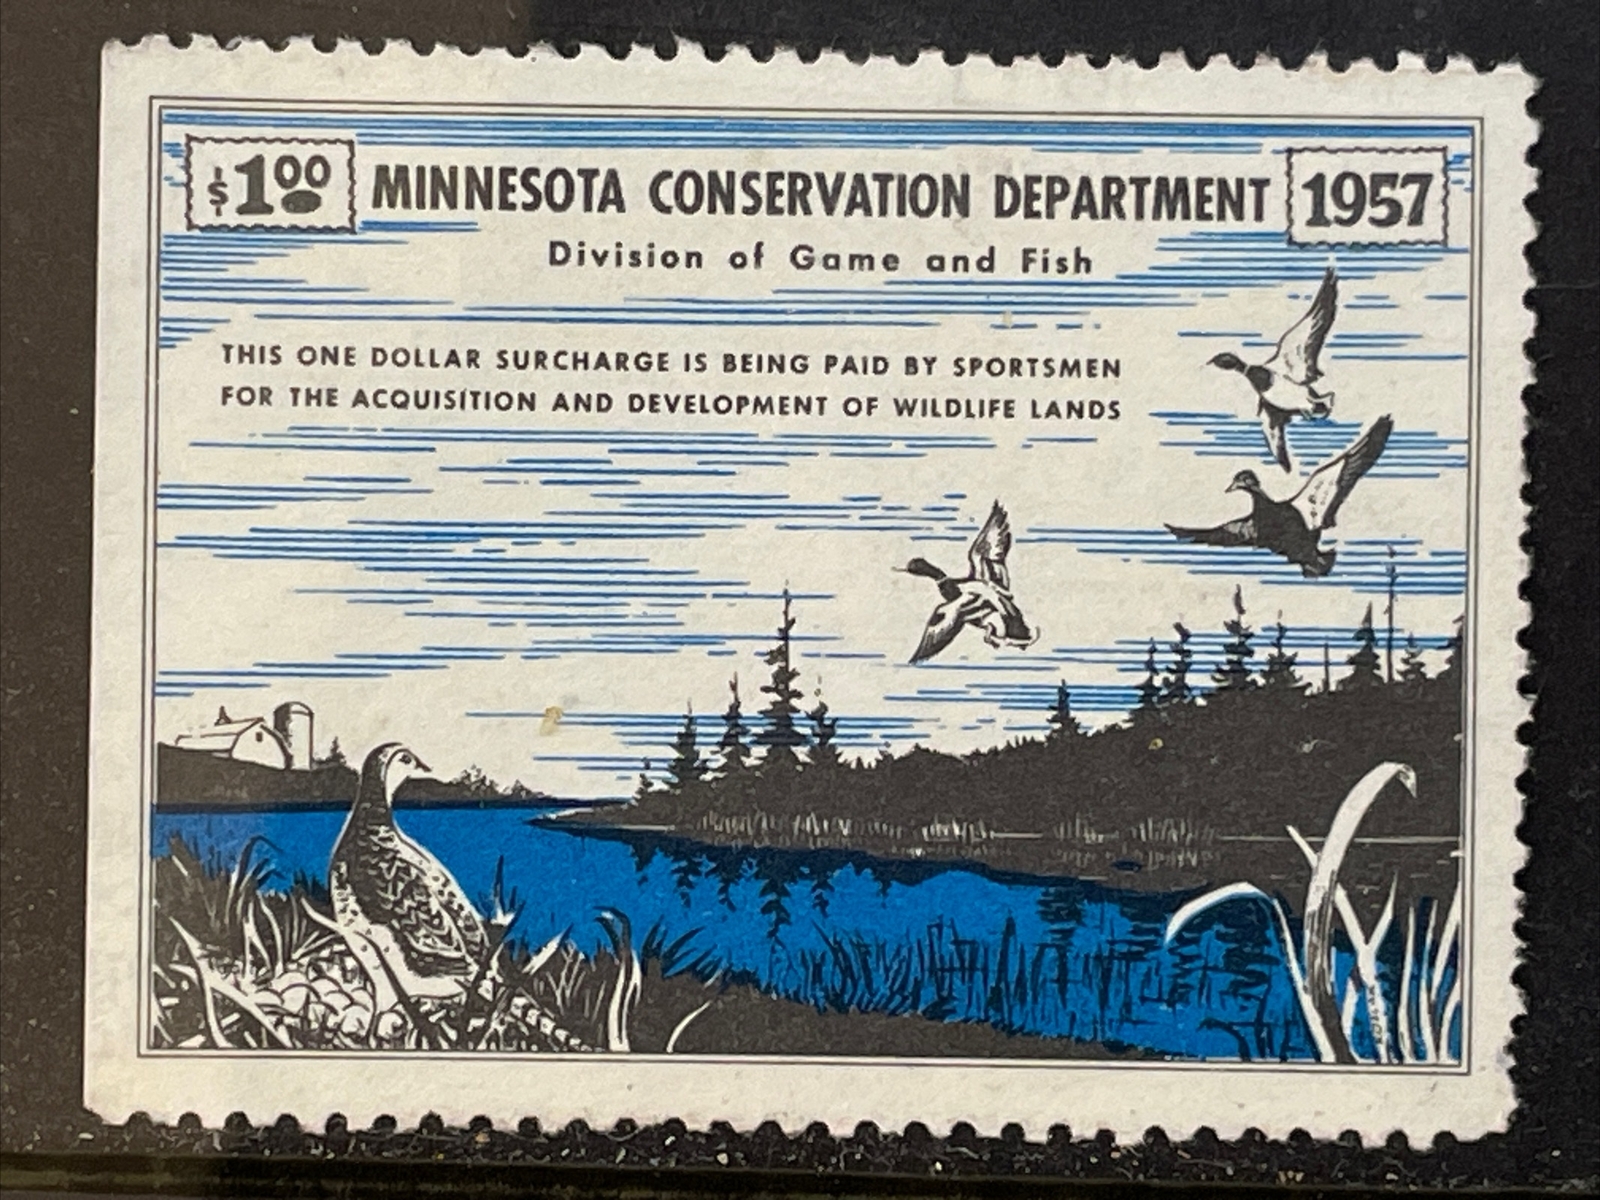 $1.00 MINNESOTA CONSERVATION DEPARTMENT 1957
Division of Game and Fish
THIS ONE DOLLAR SURCHARGE IS BEING PAID BY SPORTSMEN
FOR THE ACQUISITION AND DEVELOPMENT OF WILDLIFE LANDS